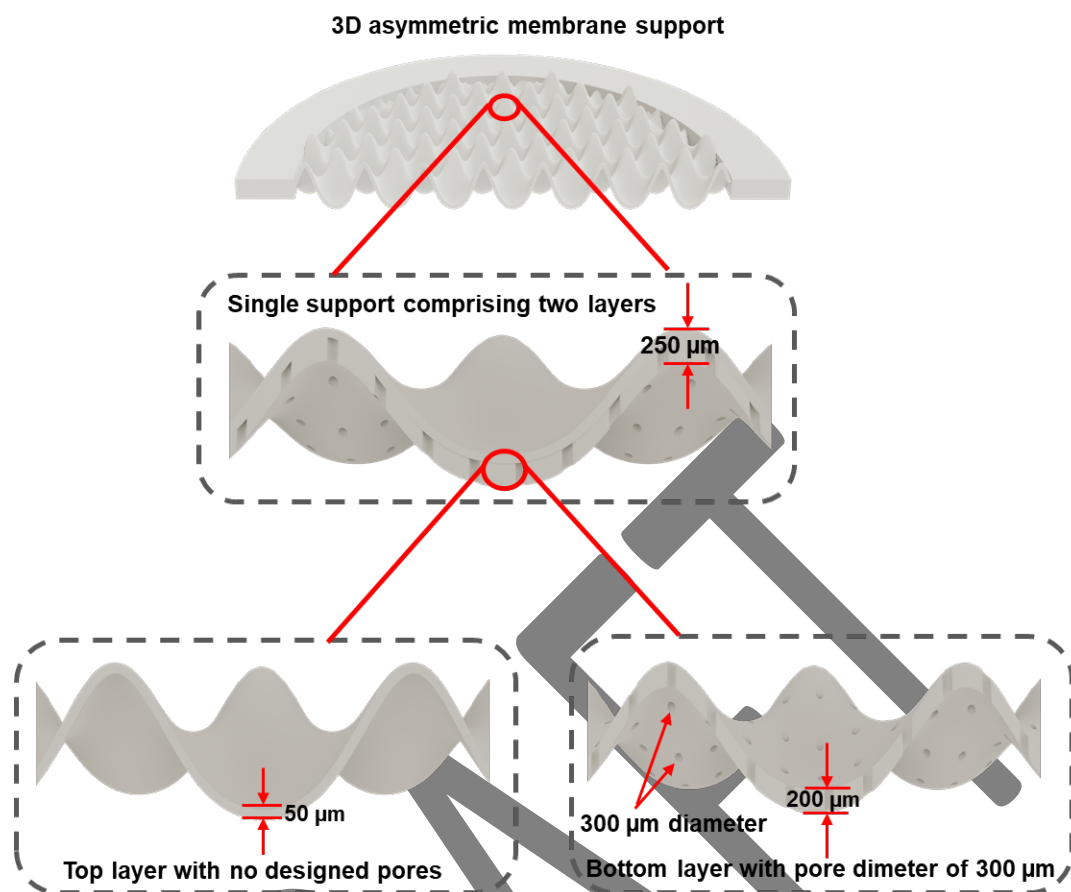 3D asymmetric membrane support
Single support comprising two layers
250 µm
50 µm
Top layer with no designed pores
200 µm
300 µm diameter
Bottom layer with pore dimeter of 300 µm